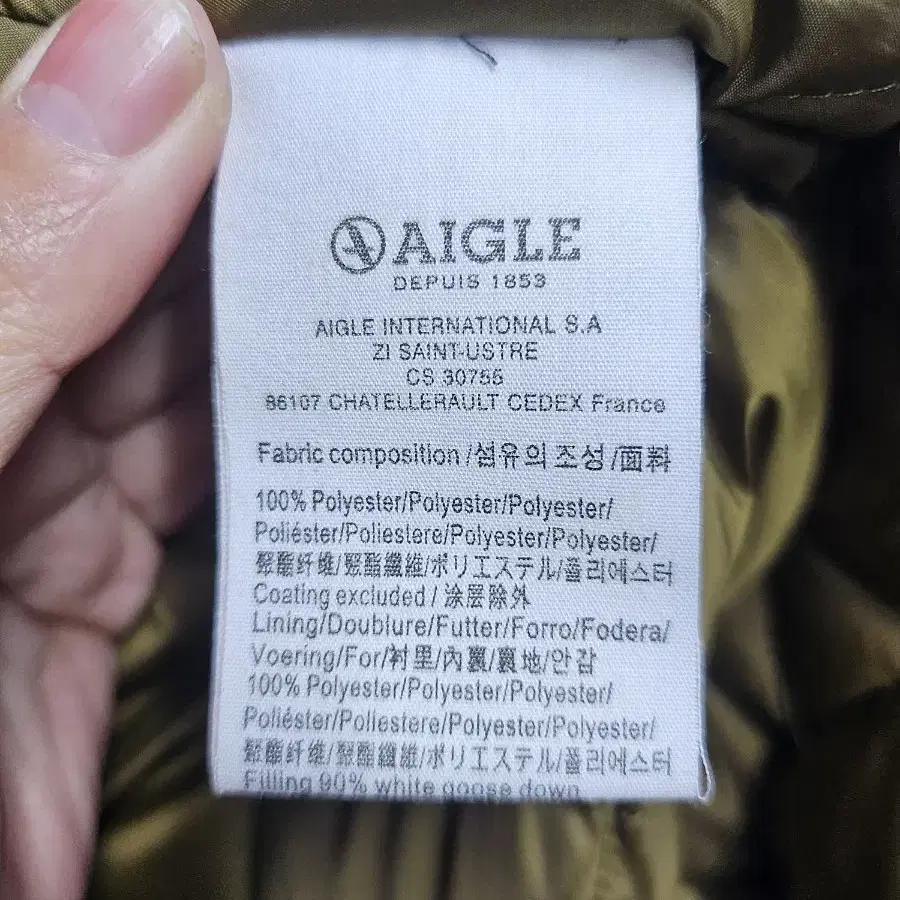 AIGLE
DEPUIS 1853
AIGLE INTERNATIONAL S.A
ZI SAINT-USTRE
CS 30755
86107 CHATELLERAULT CEDEX France
Fabric composition /섬유의 조성/面料
100% Polyester/Polyester/Polyester/
Poliéster/Poliestere/Polyester/Polyester/
聚酯纤维/聚酯纖維/ポリエステル/폴리에스터
Coating excluded / 涂层除外
Lining/Doublure/Futter/Forro/Fodera/
Voering/For/衬里/內裏/裏地/안감
100% Polyester/Polyester/Polyester/
Poliéster/Poliestere/Polyester/Polyester/
聚酯纤维/聚酯纖維/ポリエステル/폴리에스터
Filling 90% white goose down